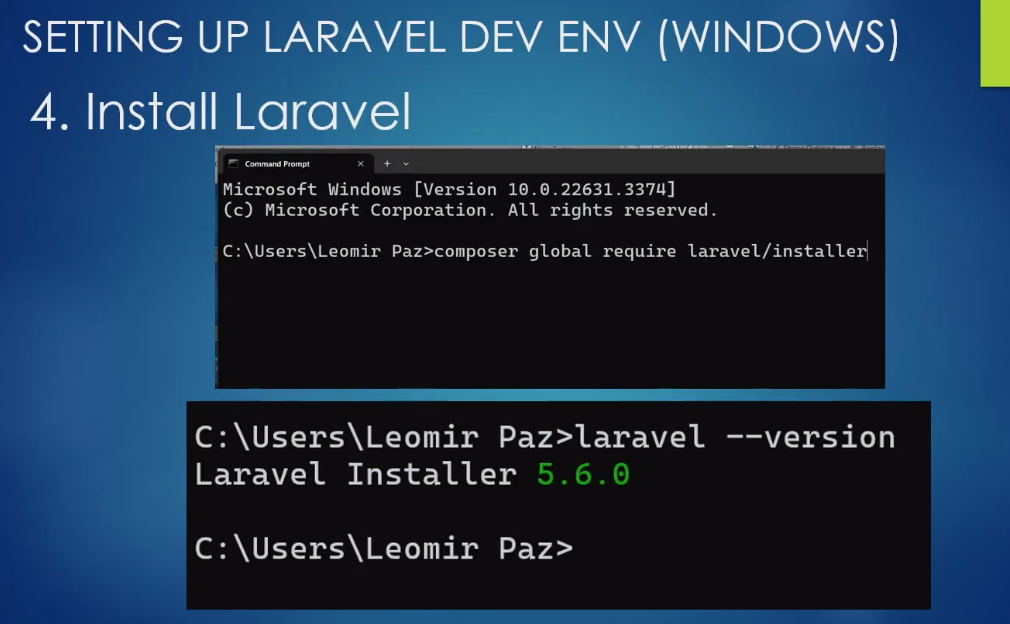 SETTING UP LARAVEL DEV ENV (WINDOWS)
4. Install Laravel
Command Prompt
Microsoft Windows [Version 10.0.22631.3374]
(c) Microsoft Corporation. All rights reserved.
C:\Users\Leomir Paz>composer global require laravel/installer
C:\Users\Leomir Paz>laravel --version
Laravel Installer 5.6.0
C:\Users\Leomir Paz>